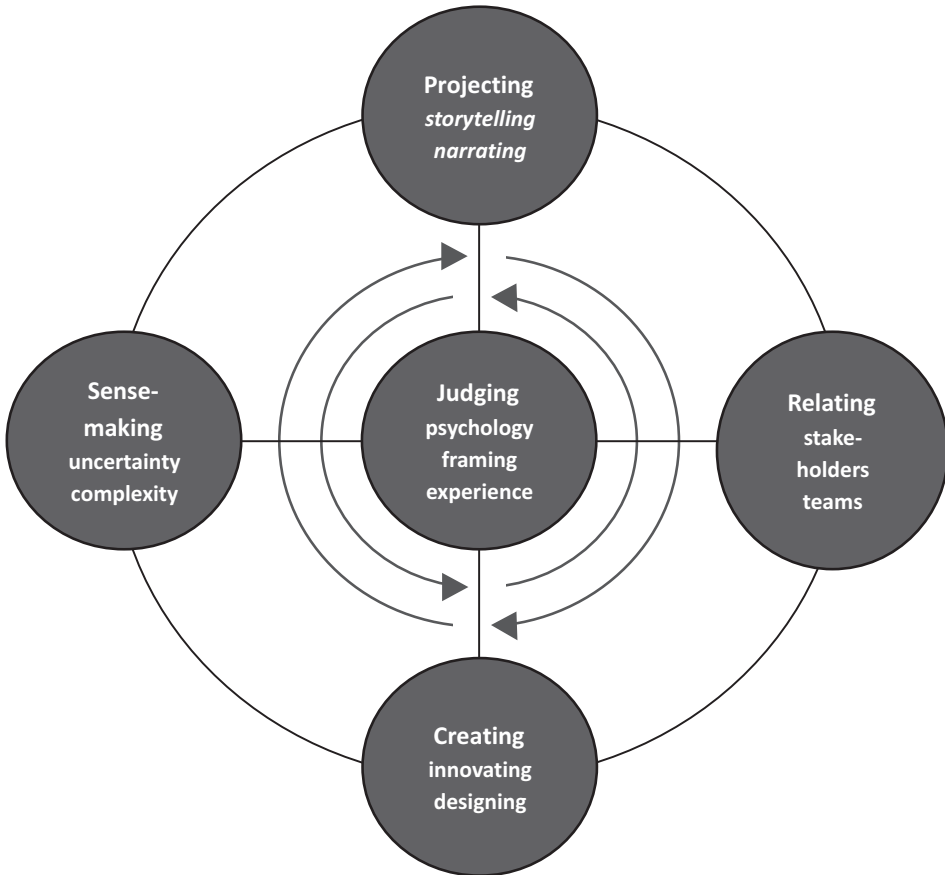 Projecting
storytelling
narrating
Sense-
making
uncertainty
complexity
Judging
psychology
framing
experience
Relating
stake-
holders
teams
Creating
innovating
designing